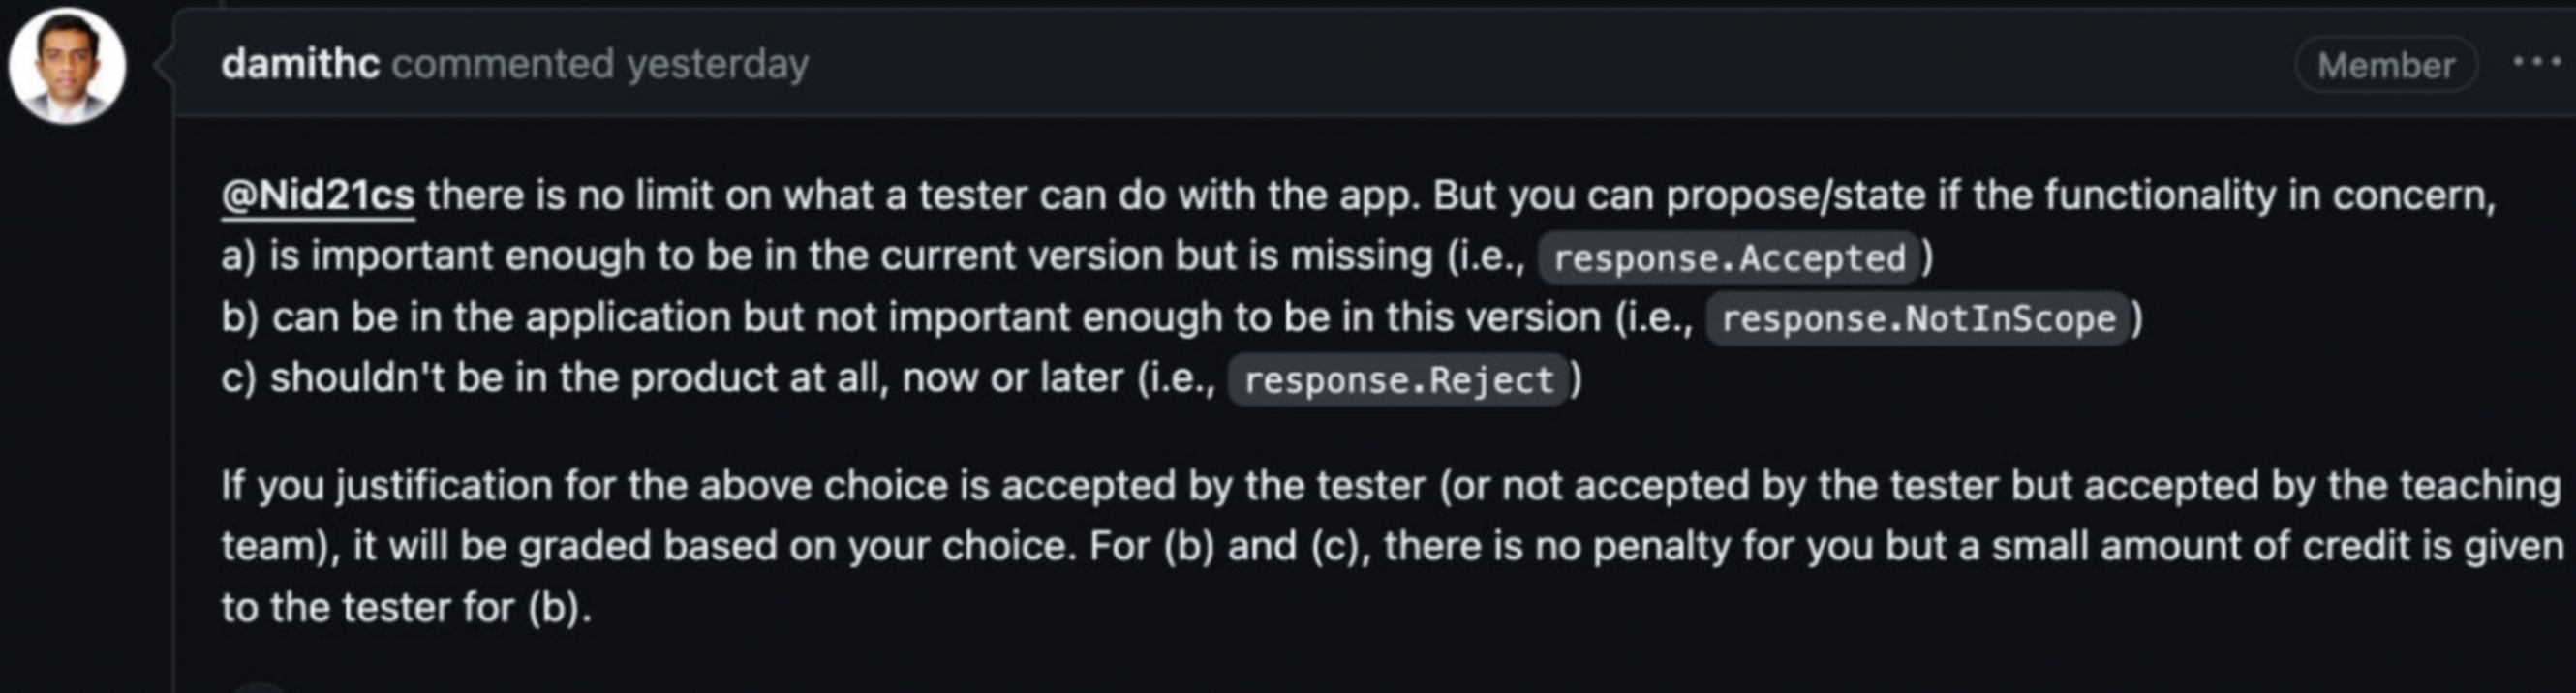 damithc commented yesterday
Member
@Nid21cs there is no limit on what a tester can do with the app. But you can propose/state if the functionality in concern,
a) is important enough to be in the current version but is missing (i.e., response.Accepted)
b) can be in the application but not important enough to be in this version (i.e., response.NotInScope)
c) shouldn't be in the product at all, now or later (i.e., response.Reject)
If you justification for the above choice is accepted by the tester (or not accepted by the tester but accepted by the teaching
team), it will be graded based on your choice. For (b) and (c), there is no penalty for you but a small amount of credit is given
to the tester for (b).